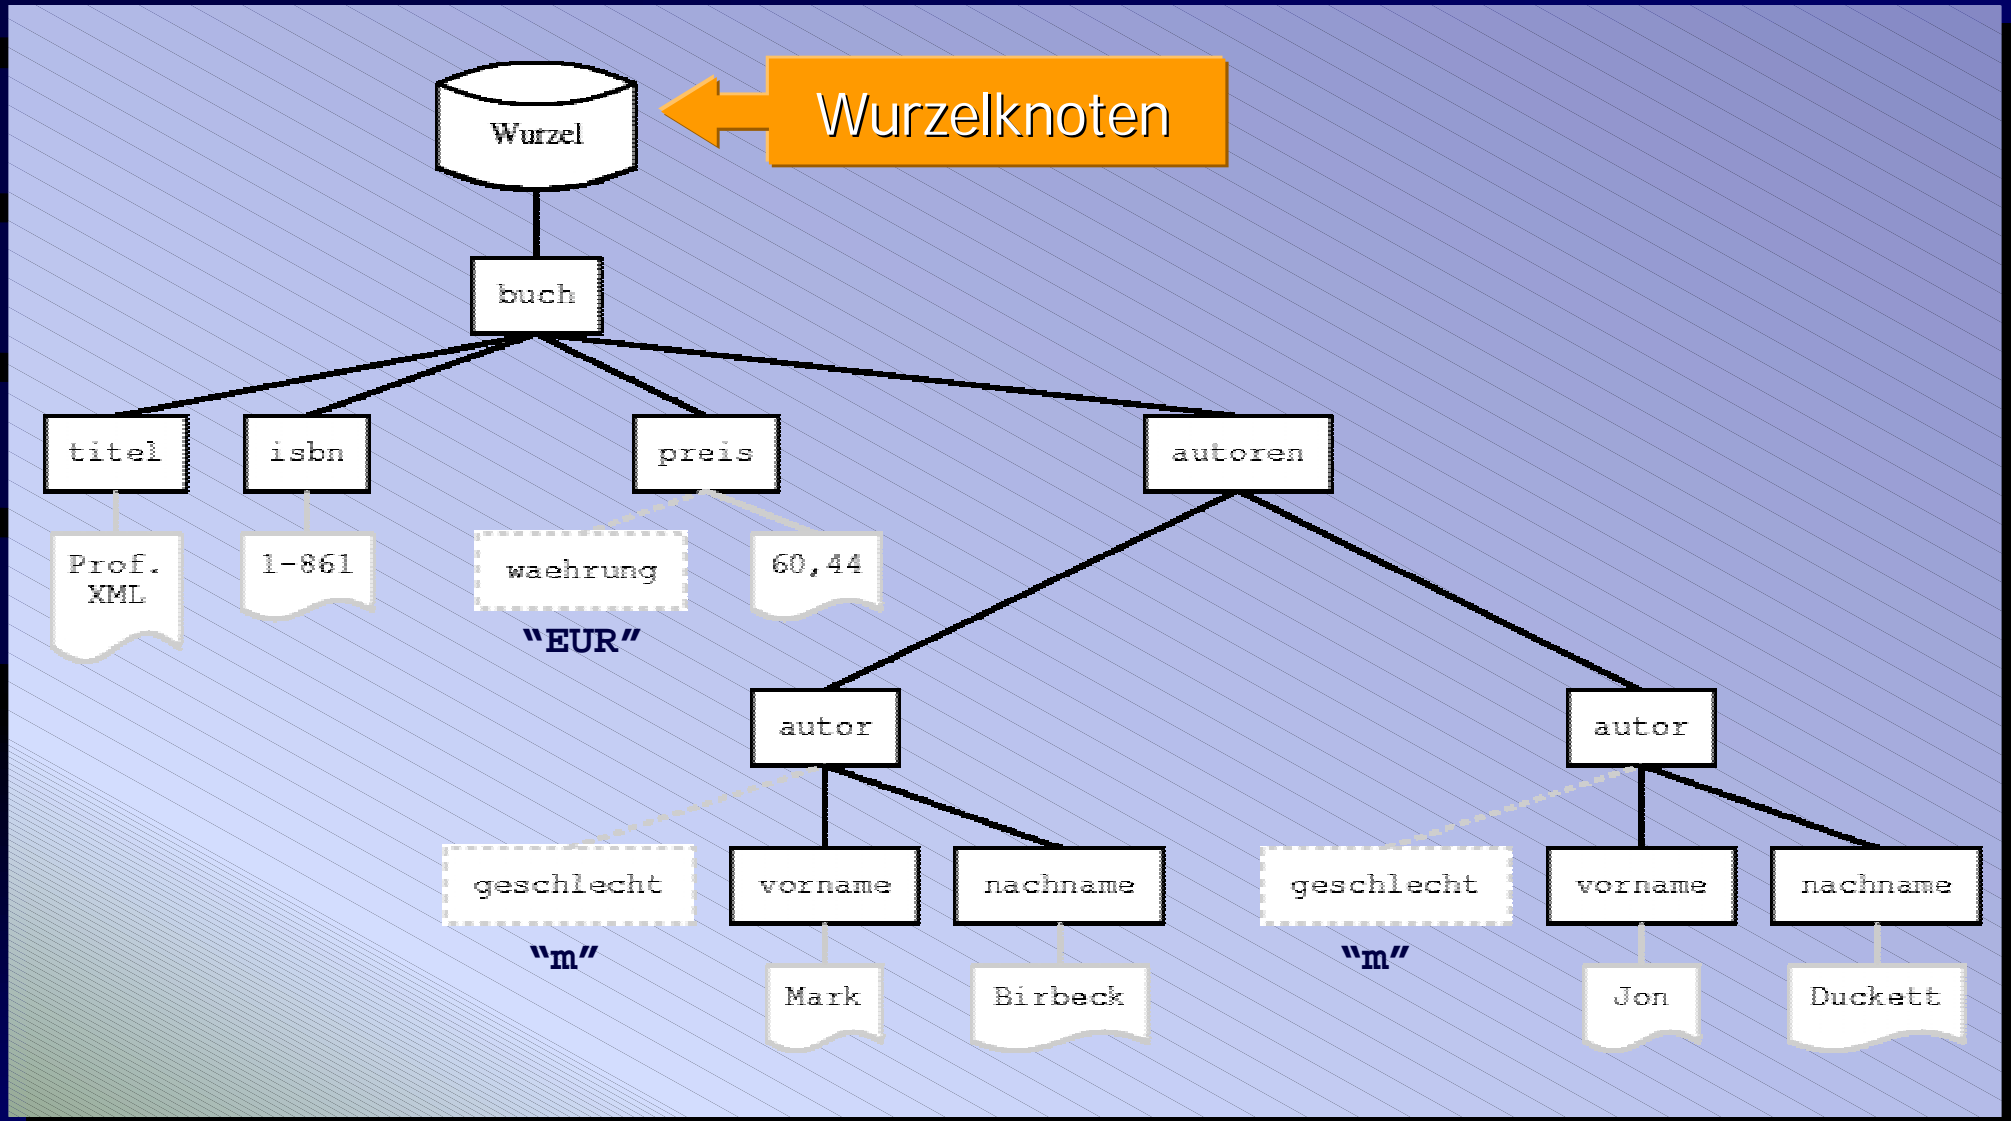 Wurzel
Wurzelknoten
buch
titel
isbn
preis
autoren
Prof.
XML
1-861
waehrung
60,44
“EUR”
autor
autor
geschlecht
vorname
nachname
geschlecht
vorname
nachname
“m”
“m”
Mark
Birbeck
Jon
Duckett